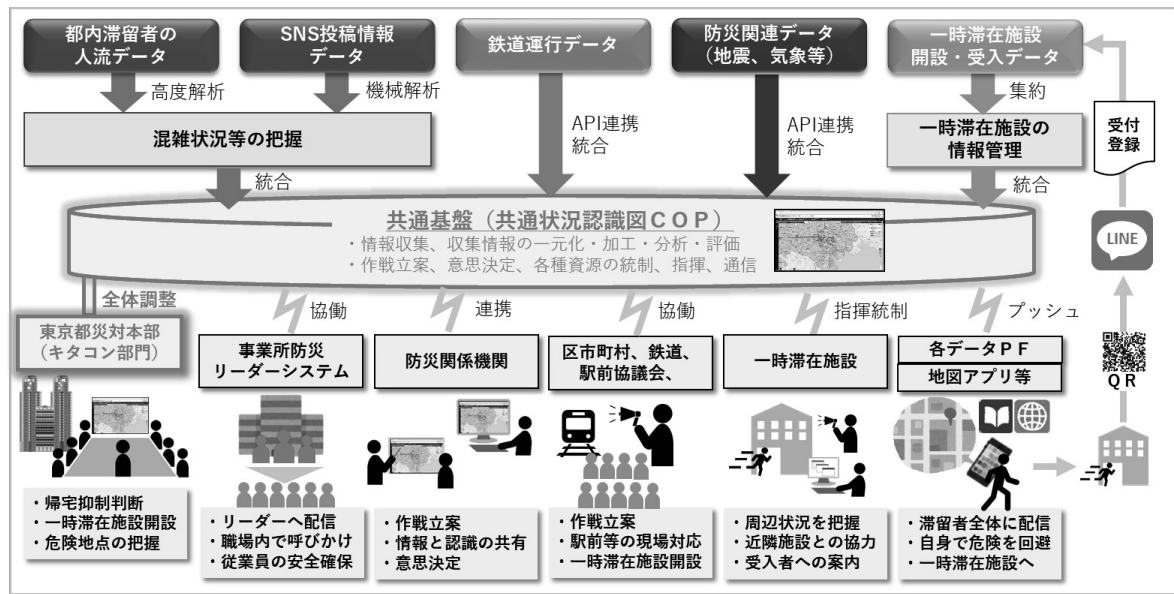 都内滞留者の
人流データ
SNS投稿情報
データ
鉄道運行データ
防災関連データ
(地震、気象等)
一時滞在施設
開設・受入データ
高度解析
機械解析
API連携
統合
API連携
統合
集約
混雑状況等の把握
一時滞在施設の
情報管理
受付
登録
統合
統合
共通基盤(共通状況認識図COP)
・情報収集、収集情報の一元化・加工・分析・評価
・作戦立案、意思決定、各種資源の統制、指揮、通信
LINE
全体調整
協働
連携
協働
指揮統制
プッシュ
東京都災対本部
(キタコン部門)
事業所防災
リーダーシステム
防災関係機関
区市町村、鉄道、
駅前協議会、
一時滞在施設
各データPF
地図アプリ等
QR
・帰宅抑制判断
・一時滞在施設開設
・危険地点の把握
・リーダーへ配信
・職場内で呼びかけ
・従業員の安全確保
・作戦立案
・情報と認識の共有
・意思決定
・作戦立案
・駅前等の現場対応
・一時滞在施設開設
・周辺状況を把握
・近隣施設との協力
・受入者への案内
・滞留者全体に配信
・自身で危険を回避
・一時滞在施設へ